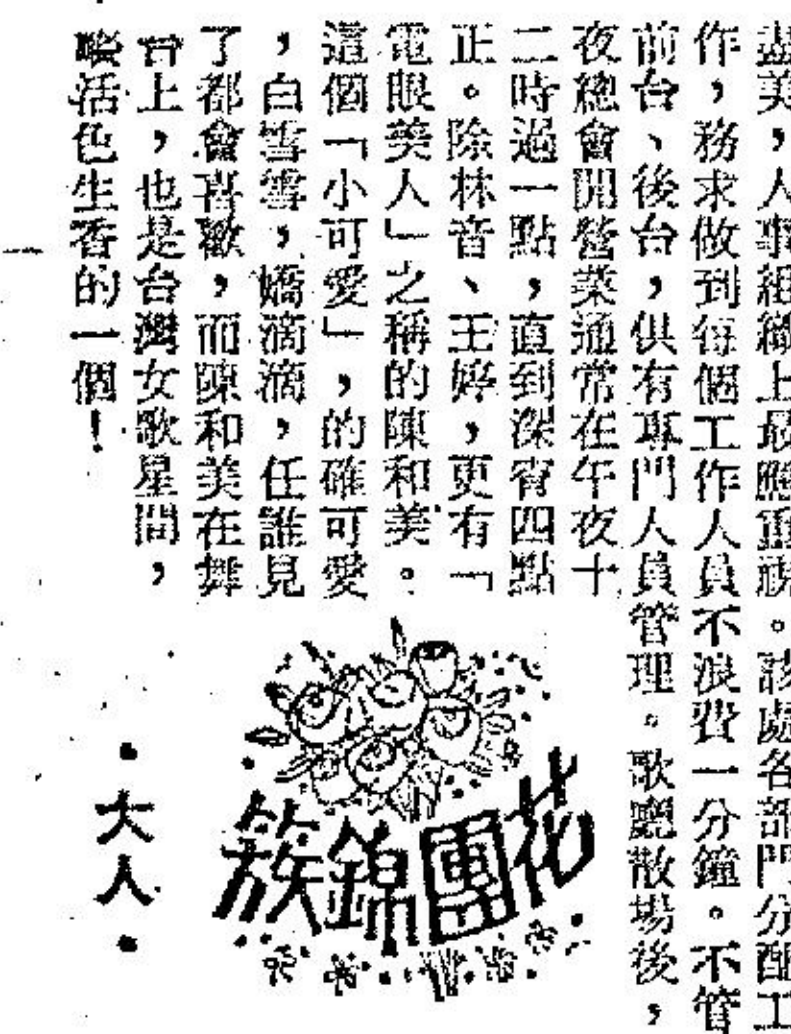 盡美，人事組織上最應重視。該處各部門分配工
作，務求做到每個工作人員不浪費一分鐘。不管
前台、後台，供有專門人員管理。歌廳散場後，
夜總會開營業通常在午夜十
二時過一點，直到深宵四點
正。除林音、王婷，更有「
電眼美人」之稱的陳和美。
這個「小可愛」，的確可愛
，白雪雪，嬌滴滴，任誰見
了都會喜歡，而陳和美在舞
台上，也是台灣女歌星間，
活色生香的一個！
花團錦簇
•大人•